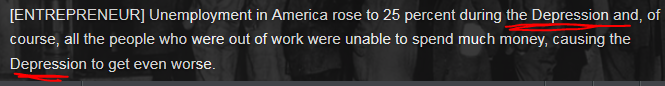 [ENTREPRENEUR] Unemployment in America rose to 25 percent during the Depression and, of
course, all the people who were out of work were unable to spend much money, causing the
Depression to get even worse.